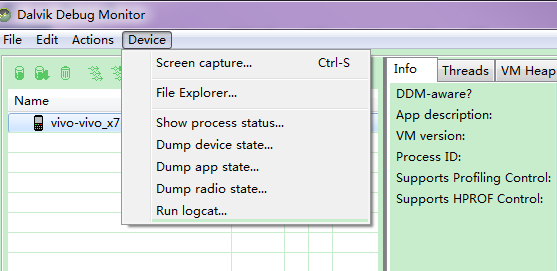 Dalvik Debug Monitor
File Edit Actions Device
Screen capture... Ctrl-S
File Explorer...
Show process status...
Dump device state...
Dump app state...
Dump radio state...
Run logcat...
Name
vivo-vivo_x7
Info Threads VM Heap
DDM-aware?
App description:
VM version:
Process ID:
Supports Profiling Control:
Supports HPROF Control: